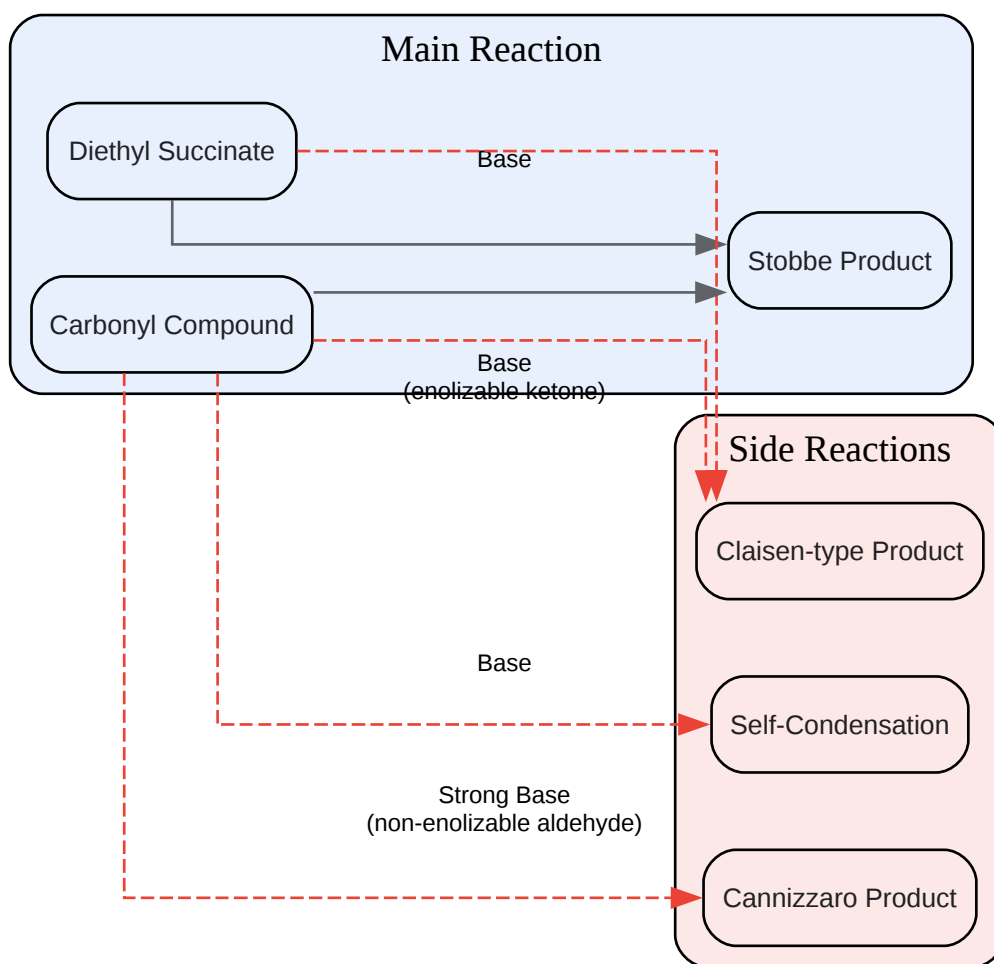 Main Reaction
Diethyl Succinate
Base
Stobbe Product
Carbonyl Compound
Base
(enolizable ketone)
Side Reactions
Claisen-type Product
Base
Self-Condensation
Strong Base
(non-enolizable aldehyde)
Cannizzaro Product